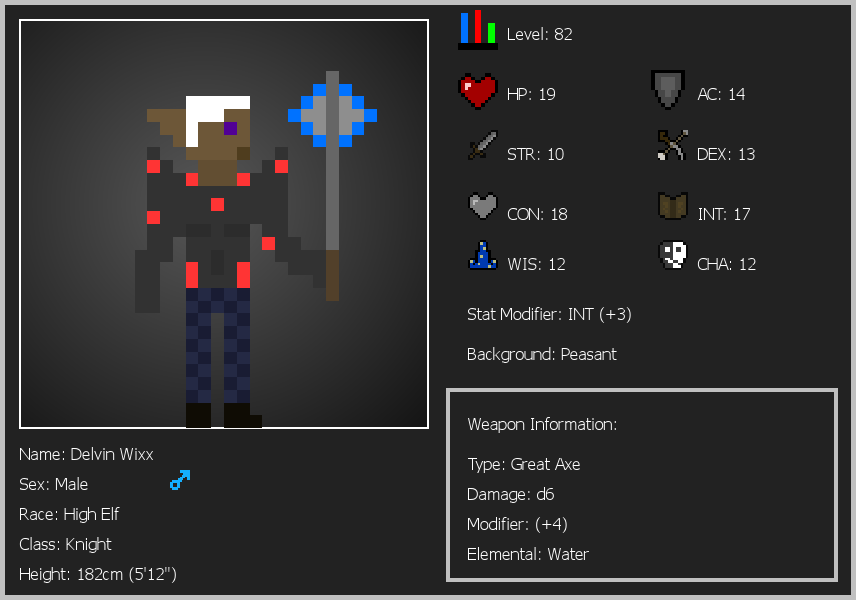 Level: 82
HP: 19
AC: 14
STR: 10
DEX: 13
CON: 18
INT: 17
WIS: 12
CHA: 12
Stat Modifier: INT (+3)
Background: Peasant
Weapon Information:
Type: Great Axe
Damage: d6
Modifier: (+4)
Elemental: Water
Name: Delvin Wixx
Sex: Male
Race: High Elf
Class: Knight
Height: 182cm (5'12")